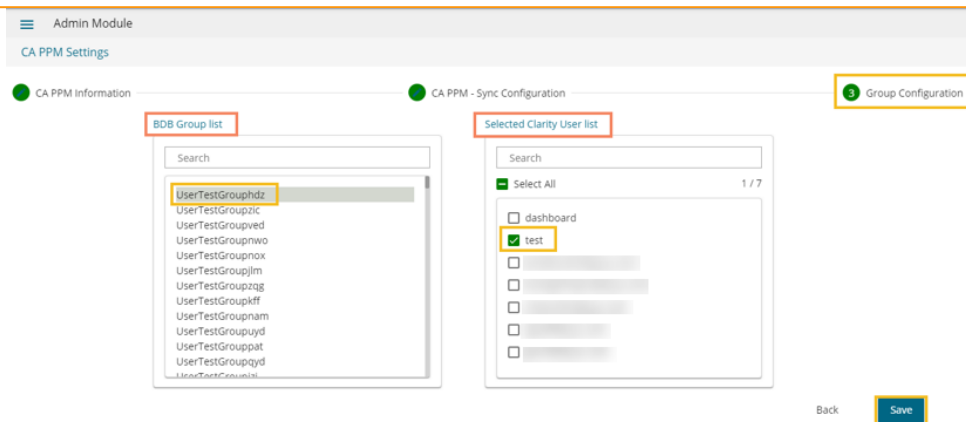 Admin Module
CA PPM Settings
CA PPM Information
CA PPM - Sync Configuration
3 Group Configuration
BDB Group list
Search
UserTestGrouphdz
UserTestGroupzic
UserTestGroupved
UserTestGroupnwo
UserTestGroupnox
UserTestGroupjlm
UserTestGroupzqg
UserTestGroupkff
UserTestGroupnam
UserTestGroupuyd
UserTestGrouppat
UserTestGroupqyd
Selected Clarity User list
Search
Select All 1 / 7
dashboard
test
Back
Save